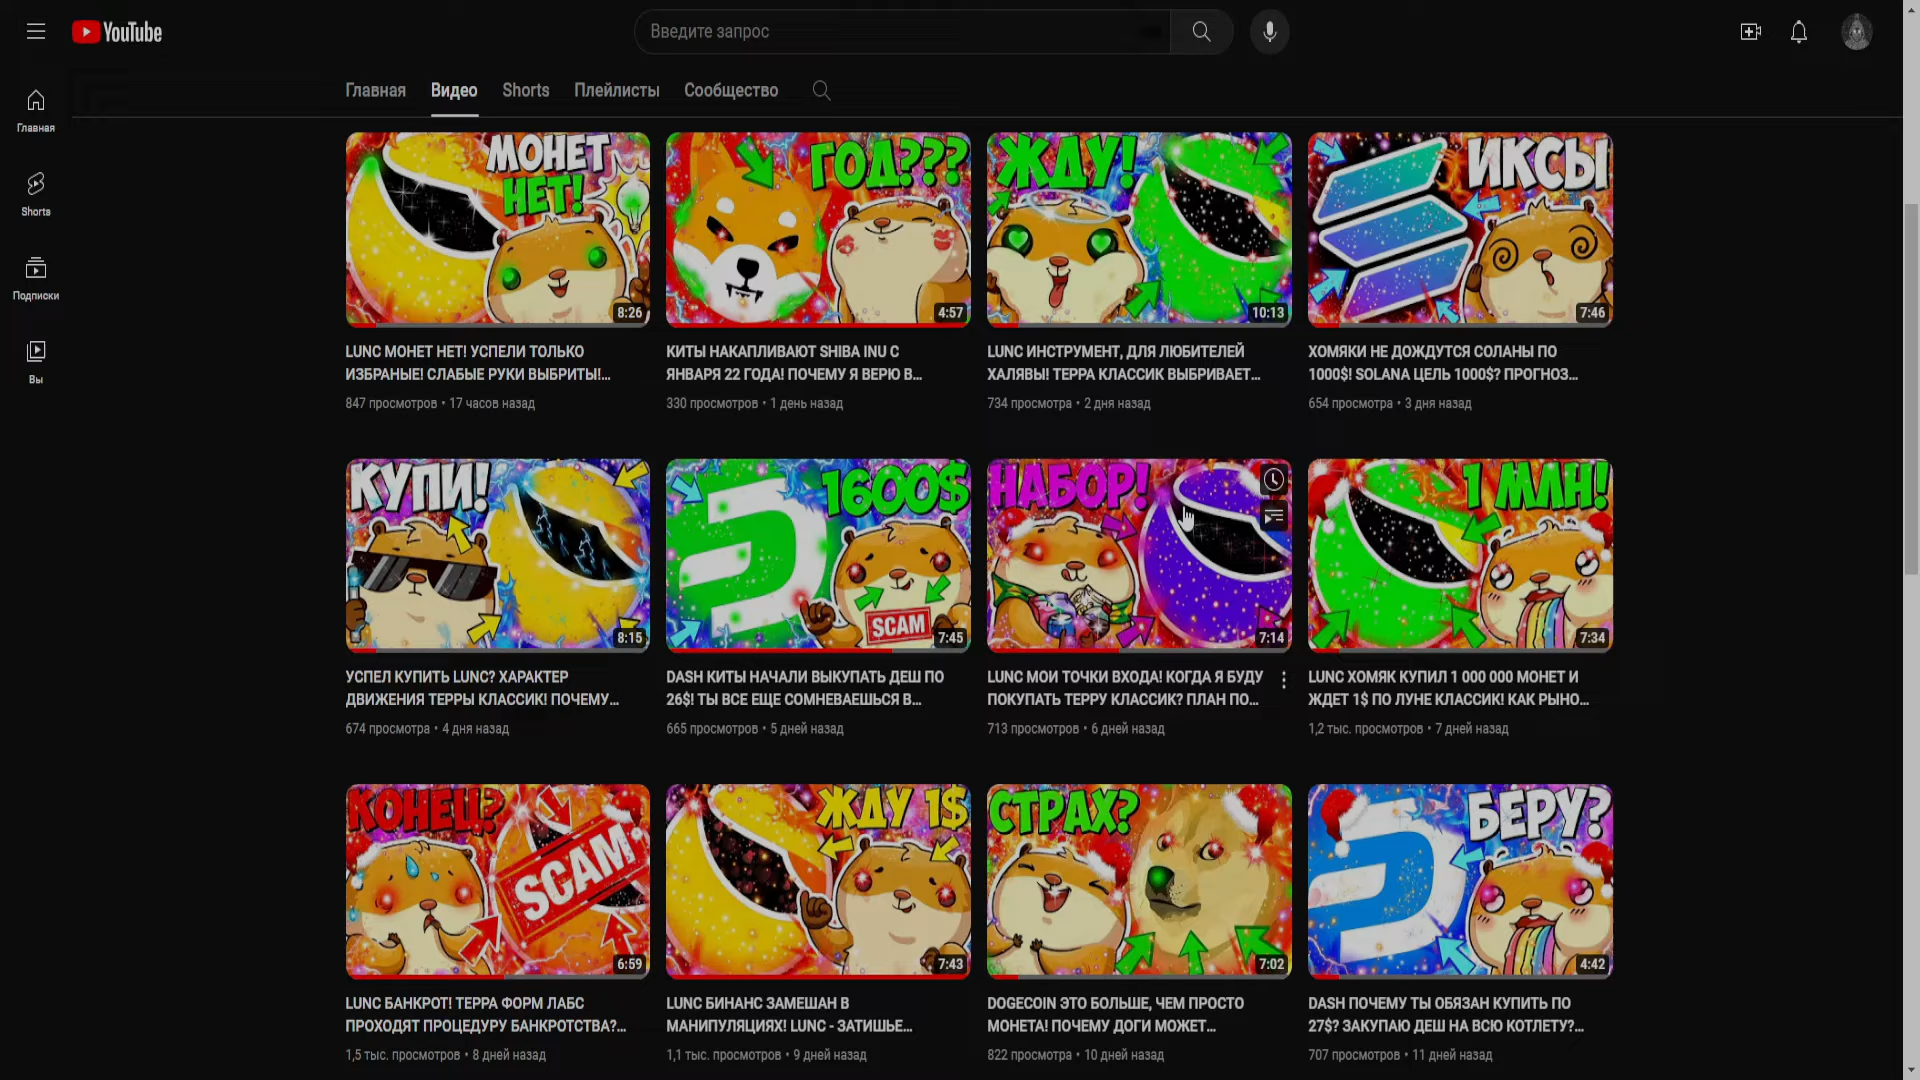 YouTube
Введите запрос
Главная
Видео
Shorts
Плейлисты
Сообщество
Главная
Shorts
Подписки
Вы
МОНЕТ
НЕТ!
8:26
LUNC МОНЕТ НЕТ! УСПЕЛИ ТОЛЬКО
ИЗБРАНЫЕ! СЛАБЫЕ РУКИ ВЫБРИТЫ!...
847 просмотров • 17 часов назад
ГОД???
4:57
КИТЫ НАКАПЛИВАЮТ SHIBA INU С
ЯНВАРЯ 22 ГОДА! ПОЧЕМУ Я ВЕРЮ В...
330 просмотров • 1 день назад
ЖДУ!
10:13
LUNC ИНСТРУМЕНТ, ДЛЯ ЛЮБИТЕЛЕЙ
ХАЛЯВЫ! ТЕРРА КЛАССИК ВЫБРИВАЕТ...
734 просмотра • 2 дня назад
ИКСЫ
7:46
ХОМЯКИ НЕ ДОЖДУТСЯ СОЛАНЫ ПО
1000$! SOLANA ЦЕЛЬ 1000$? ПРОГНОЗ...
654 просмотра • 3 дня назад
КУПИ!
8:15
УСПЕЛ КУПИТЬ LUNC? ХАРАКТЕР
ДВИЖЕНИЯ ТЕРРЫ КЛАССИК! ПОЧЕМУ...
674 просмотра • 4 дня назад
1600$
SCAM
7:45
DASH КИТЫ НАЧАЛИ ВЫКУПАТЬ ДЕШ ПО
26$! ТЫ ВСЕ ЕЩЕ СОМНЕВАЕШЬСЯ В...
665 просмотров • 5 дней назад
НАБОР!
7:14
LUNC МОИ ТОЧКИ ВХОДА! КОГДА Я БУДУ
ПОКУПАТЬ ТЕРРУ КЛАССИК? ПЛАН ПО...
713 просмотров • 6 дней назад
1 МЛН!
7:34
LUNC ХОМЯК КУПИЛ 1 000 000 МОНЕТ И
ЖДЕТ 1$ ПО ЛУНЕ КЛАССИК! КАК РЫНО...
1,2 тыс. просмотров • 7 дней назад
КОНЕЦ?
SCAM
6:59
LUNC БАНКРОТ! ТЕРРА ФОРМ ЛАБС
ПРОХОДЯТ ПРОЦЕДУРУ БАНКРОТСТВА?...
1,5 тыс. просмотров • 8 дней назад
ЖДУ 1$
7:43
LUNC БИНАНС ЗАМЕШАН В
МАНИПУЛЯЦИЯХ! LUNC - ЗАТИШЬЕ...
1,1 тыс. просмотров • 9 дней назад
СТРАХ?
7:02
DOGECOIN ЭТО БОЛЬШЕ, ЧЕМ ПРОСТО
МОНЕТА! ПОЧЕМУ ДОГИ МОЖЕТ...
822 просмотра • 10 дней назад
БЕРУ?
4:42
DASH ПОЧЕМУ ТЫ ОБЯЗАН КУПИТЬ ПО
27$? ЗАКУПАЮ ДЕШ НА ВСЮ КОТЛЕТУ?...
707 просмотров • 11 дней назад